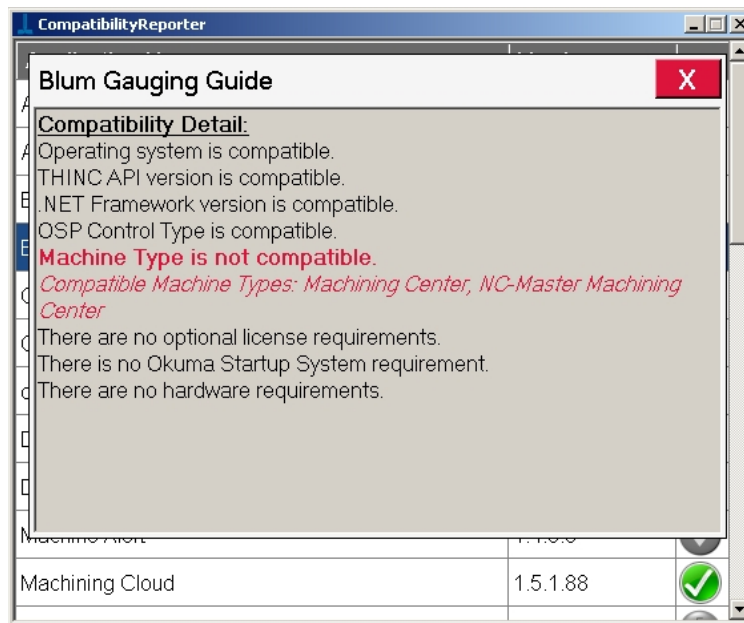 CompatibilityReporter
Blum Gauging Guide
X
Compatibility Detail:
Operating system is compatible.
THINC API version is compatible.
.NET Framework version is compatible.
OSP Control Type is compatible.
Machine Type is not compatible.
Compatible Machine Types: Machining Center, NC-Master Machining
Center
There are no optional license requirements.
There is no Okuma Startup System requirement.
There are no hardware requirements.
Machining Cloud 1.5.1.88